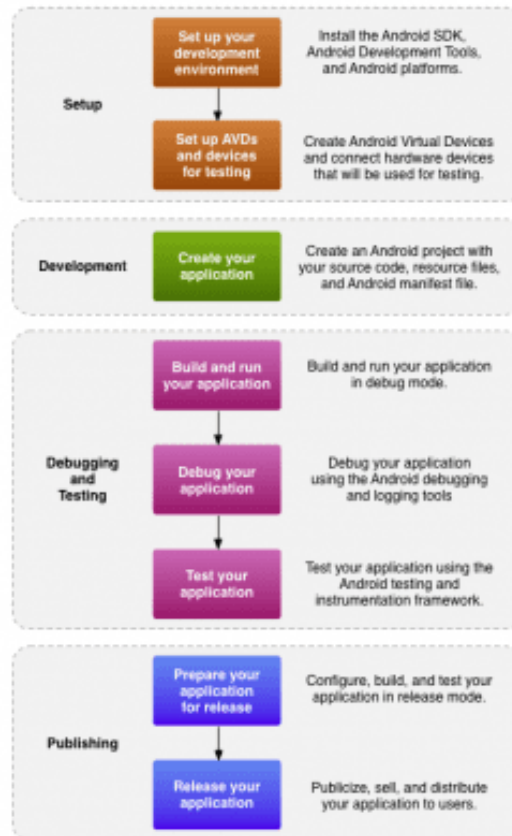 Set up your
development
environment
Install the Android SDK,
Android Development Tools,
and Android platforms.
Setup
Set up AVDs
and devices
for testing
Create Android Virtual Devices
and connect hardware devices
that will be used for testing.
Development
Create your
application
Create an Android project with
your source code, resource files,
and Android manifest file.
Build and run
your application
Build and run your application
in debug mode.
Debugging
and
Testing
Debug your
application
Debug your application
using the Android debugging
and logging tools
Test your
application
Test your application using the
Android testing and
instrumentation framework.
Prepare your
application
for release
Configure, build, and test your
application in release mode.
Publishing
Release your
application
Publicize, sell, and distribute
your application to users.